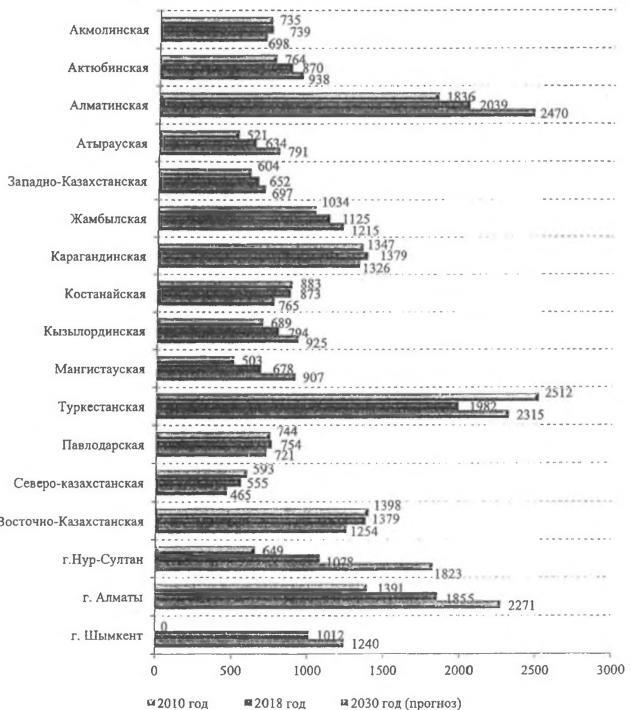 Акмолинская 735 739 698
Актюбинская 764 870 938
Алматинская 1836 2039 2470
Атырауская 521 634 791
Западно-Казахстанская 604 652 697
Жамбылская 1034 1125 1215
Карагандинская 1347 1379 1326
Костанайская 883 873 765
Кызылординская 689 794 925
Мангистауская 503 678 907
Туркестанская 2512 1982 2315
Павлодарская 744 754 721
Северо-казахстанская 593 555 465
Восточно-Казахстанская 1398 1379 1254
г.Нур-Султан 649 1078 1823
г. Алматы 1391 1855 2271
г. Шымкент 0 1012 1240
0 500 1000 1500 2000 2500 3000
2010 год 2018 год 2030 год (прогноз)